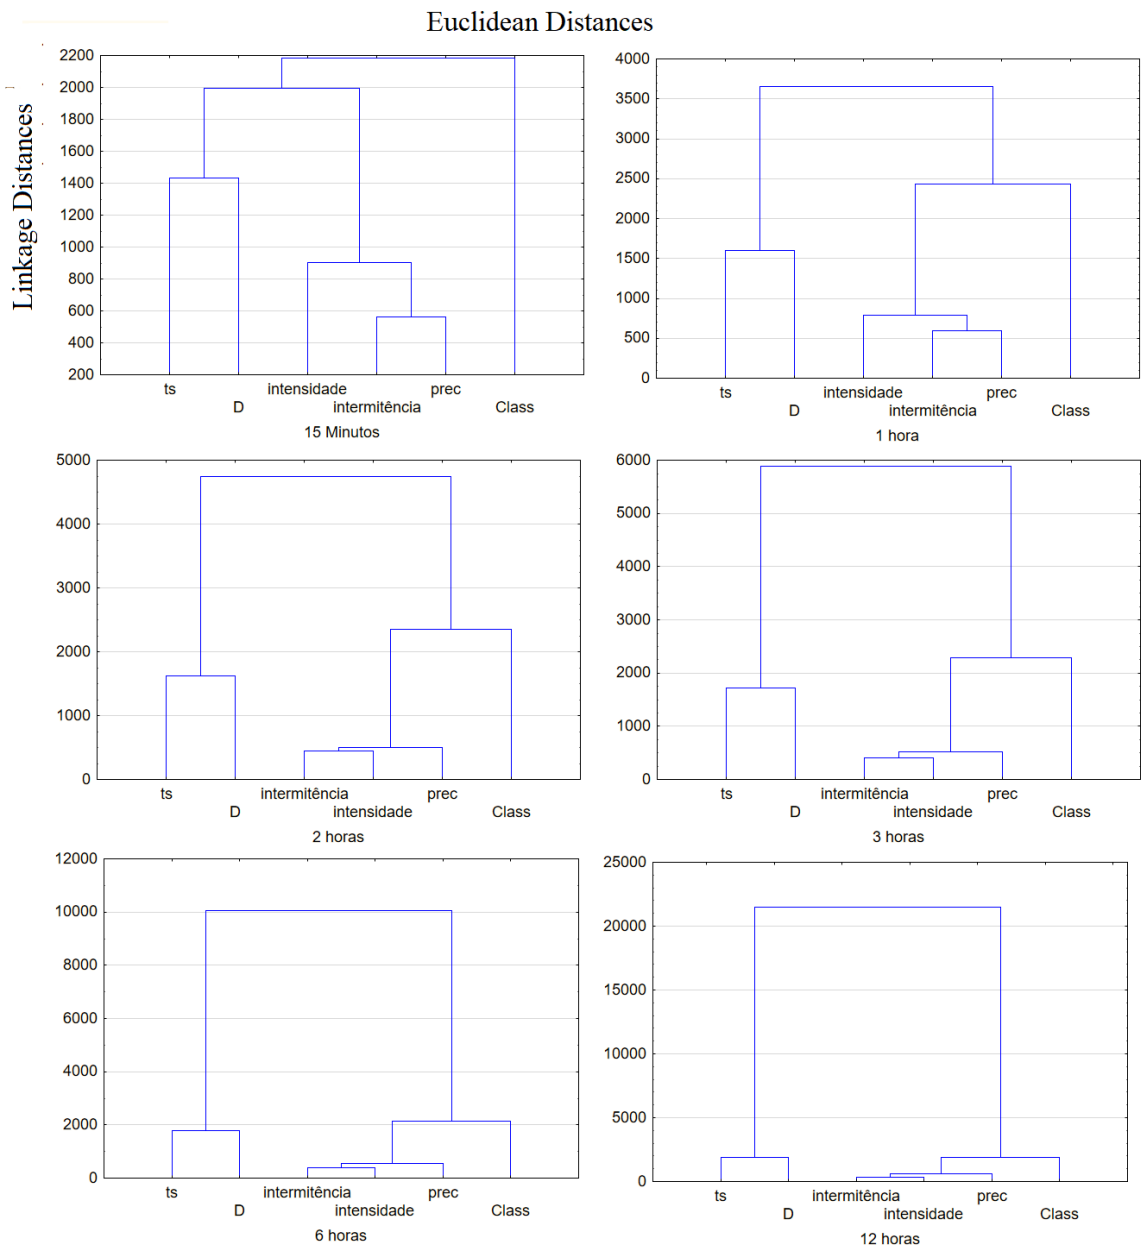 Euclidean Distances
Linkage Distances
2200
2000
1800
1600
1400
1200
1000
800
600
400
200
ts
intensidade
prec
D
intermitência
Class
15 Minutos
4000
3500
3000
2500
2000
1500
1000
500
0
ts
intensidade
prec
D
intermitência
Class
1 hora
5000
4000
3000
2000
1000
0
ts
intermitência
prec
D
intensidade
Class
2 horas
6000
5000
4000
3000
2000
1000
0
ts
intermitência
prec
D
intensidade
Class
3 horas
12000
10000
8000
6000
4000
2000
0
ts
intermitência
prec
D
intensidade
Class
6 horas
25000
20000
15000
10000
5000
0
ts
intermitência
prec
D
intensidade
Class
12 horas